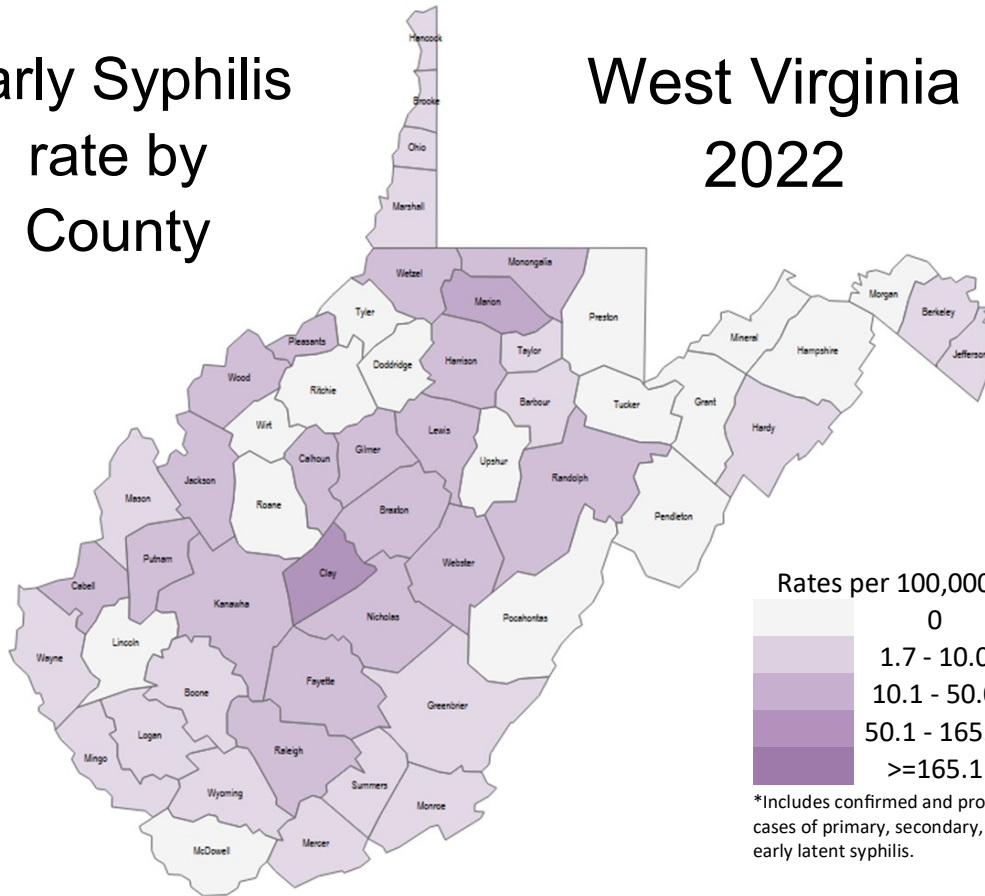 arly Syphilis
rate by
County
West Virginia
2022
Hancock
Brooke
Ohio
Marshall
Wetzel
Monongalia
Marion
Preston
Tyler
Pleasants
Doddridge
Harrison
Taylor
Morgan
Berkeley
Mineral
Hampshire
Jefferson
Wood
Ritchie
Barbour
Tucker
Grant
Hardy
Wirt
Lewis
Gilmer
Calhoun
Upshur
Randolph
Jackson
Roane
Mason
Braxton
Pendleton
Putnam
Clay
Webster
Cabell
Kanawha
Nicholas
Pocahontas
Lincoln
Wayne
Boone
Fayette
Greenbrier
Logan
Raleigh
Mingo
Wyoming
Summers
Monroe
Mercer
McDowell
Rates per 100,000
0
1.7 - 10.0
10.1 - 50.0
50.1 - 165
>=165.1
*Includes confirmed and pro
cases of primary, secondary,
early latent syphilis.